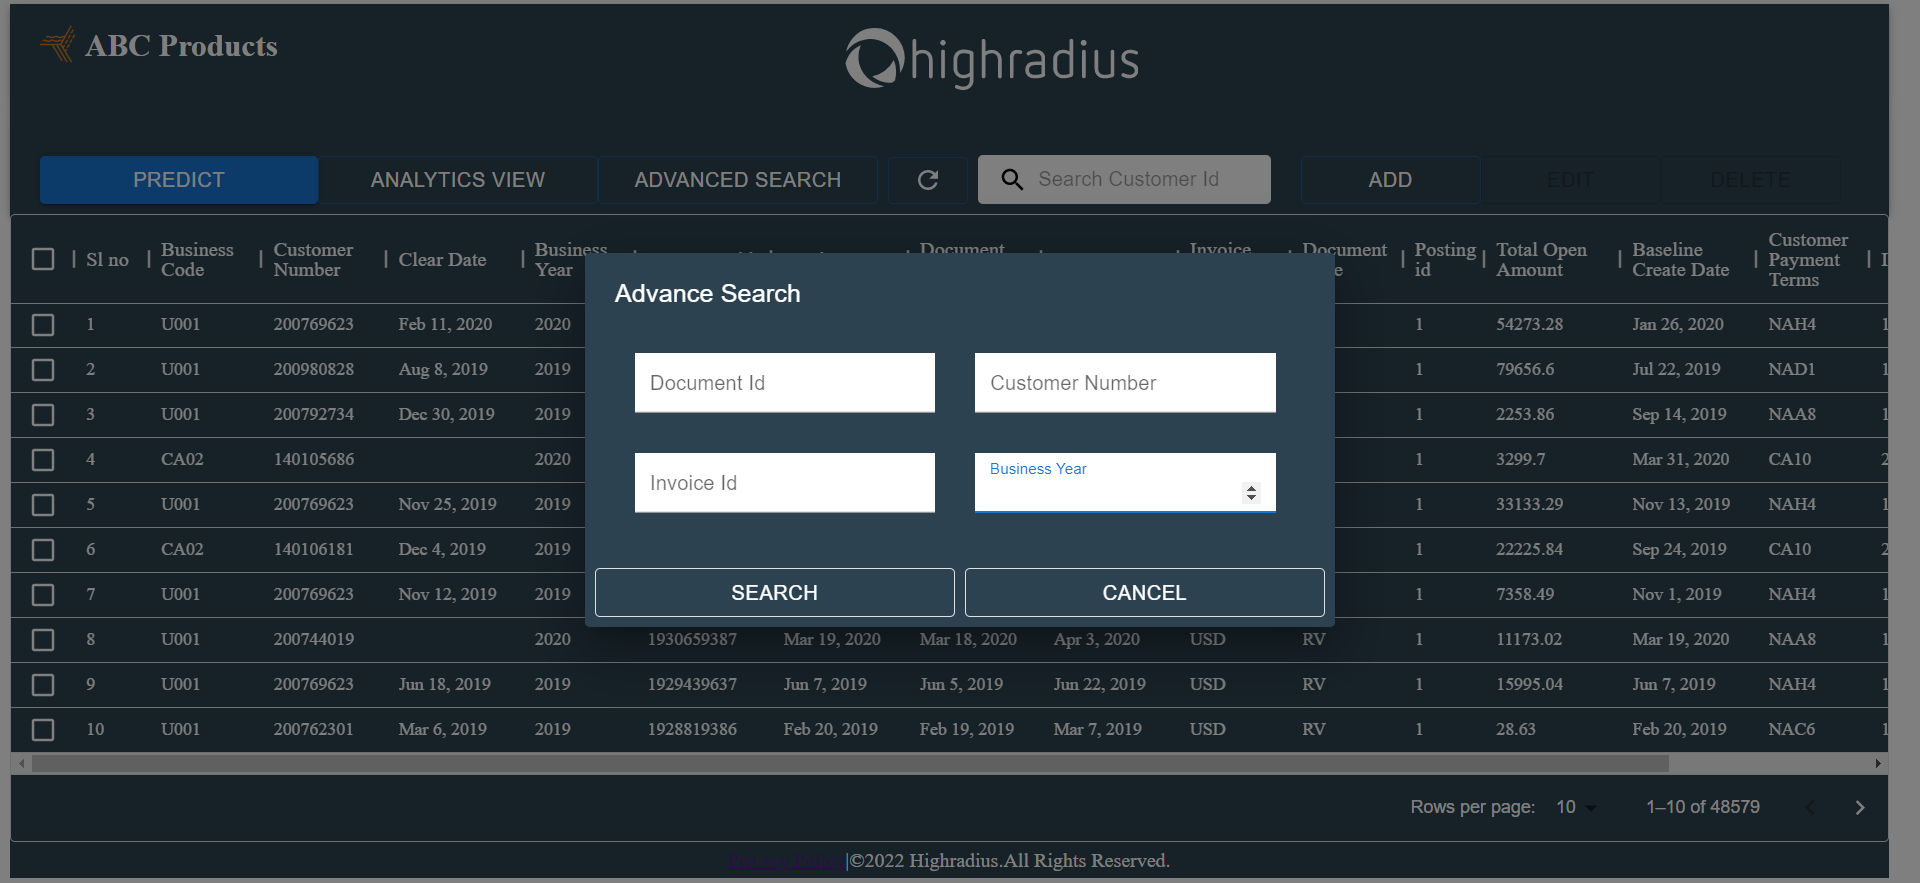 ABC Products
highradius
PREDICT
ANALYTICS VIEW
ADVANCED SEARCH
Search Customer Id
ADD
EDIT
DELETE
Sl no
Business Code
Customer Number
Clear Date
Business Year
Document
Invoice
Document
Posting id
Total Open Amount
Baseline Create Date
Customer Payment Terms
Advance Search
Document Id
Customer Number
Invoice Id
Business Year
SEARCH
CANCEL
1 U001 200769623 Feb 11, 2020 2020 1 54273.28 Jan 26, 2020 NAH4 1
2 U001 200980828 Aug 8, 2019 2019 1 79656.6 Jul 22, 2019 NAD1 1
3 U001 200792734 Dec 30, 2019 2019 1 2253.86 Sep 14, 2019 NAA8 1
4 CA02 140105686 2020 1 3299.7 Mar 31, 2020 CA10 2
5 U001 200769623 Nov 25, 2019 2019 1 33133.29 Nov 13, 2019 NAH4 1
6 CA02 140106181 Dec 4, 2019 2019 1 22225.84 Sep 24, 2019 CA10 2
7 U001 200769623 Nov 12, 2019 2019 1 7358.49 Nov 1, 2019 NAH4 1
8 U001 200744019 2020 1930659387 Mar 19, 2020 Mar 18, 2020 Apr 3, 2020 USD RV 1 11173.02 Mar 19, 2020 NAA8 1
9 U001 200769623 Jun 18, 2019 2019 1929439637 Jun 7, 2019 Jun 5, 2019 Jun 22, 2019 USD RV 1 15995.04 Jun 7, 2019 NAH4 1
10 U001 200762301 Mar 6, 2019 2019 1928819386 Feb 20, 2019 Feb 19, 2019 Mar 7, 2019 USD RV 1 28.63 Feb 20, 2019 NAC6 1
Rows per page: 10 1–10 of 48579
Privacy Policy|©2022 Highradius.All Rights Reserved.